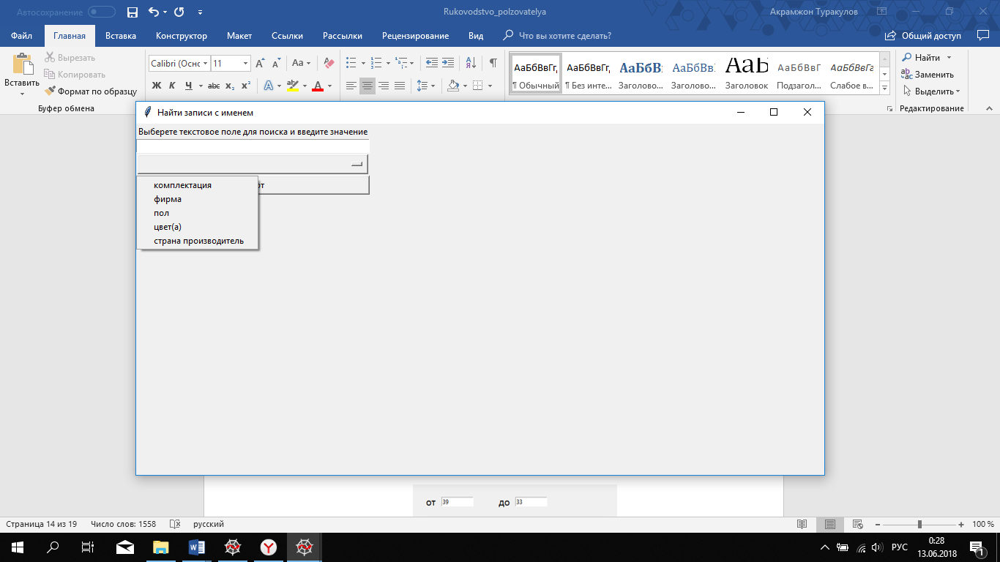 Автосохранение
Rukovodstvo_polzovatelya
Акрамжон Туракулов
Файл Главная Вставка Конструктор Макет Ссылки Рассылки Рецензирование Вид Что вы хотите сделать? Общий доступ
Вставить
Вырезать
Копировать
Формат по образцу
Буфер обмена
Calibri (Оснс 11
Ж К Ч abc x₂ x²
АаБбВвГг, ¶ Обычный
АаБбВвГг, ¶ Без инте...
АаБбВ: Заголово...
АаБбВв: Заголово...
АаЬ Заголовок
АаБбВвГ Подзагол...
АаБбВвГг Слабое в...
Найти
Заменить
Выделить
Редактирование
Найти записи с именем
Выберете текстовое поле для поиска и введите значение
комплектация
фирма
пол
цвет(а)
страна производитель
от 39 до 33
Страница 14 из 19 Число слов: 1558 русский 100 %
РУС
0:28
13.06.2018
1